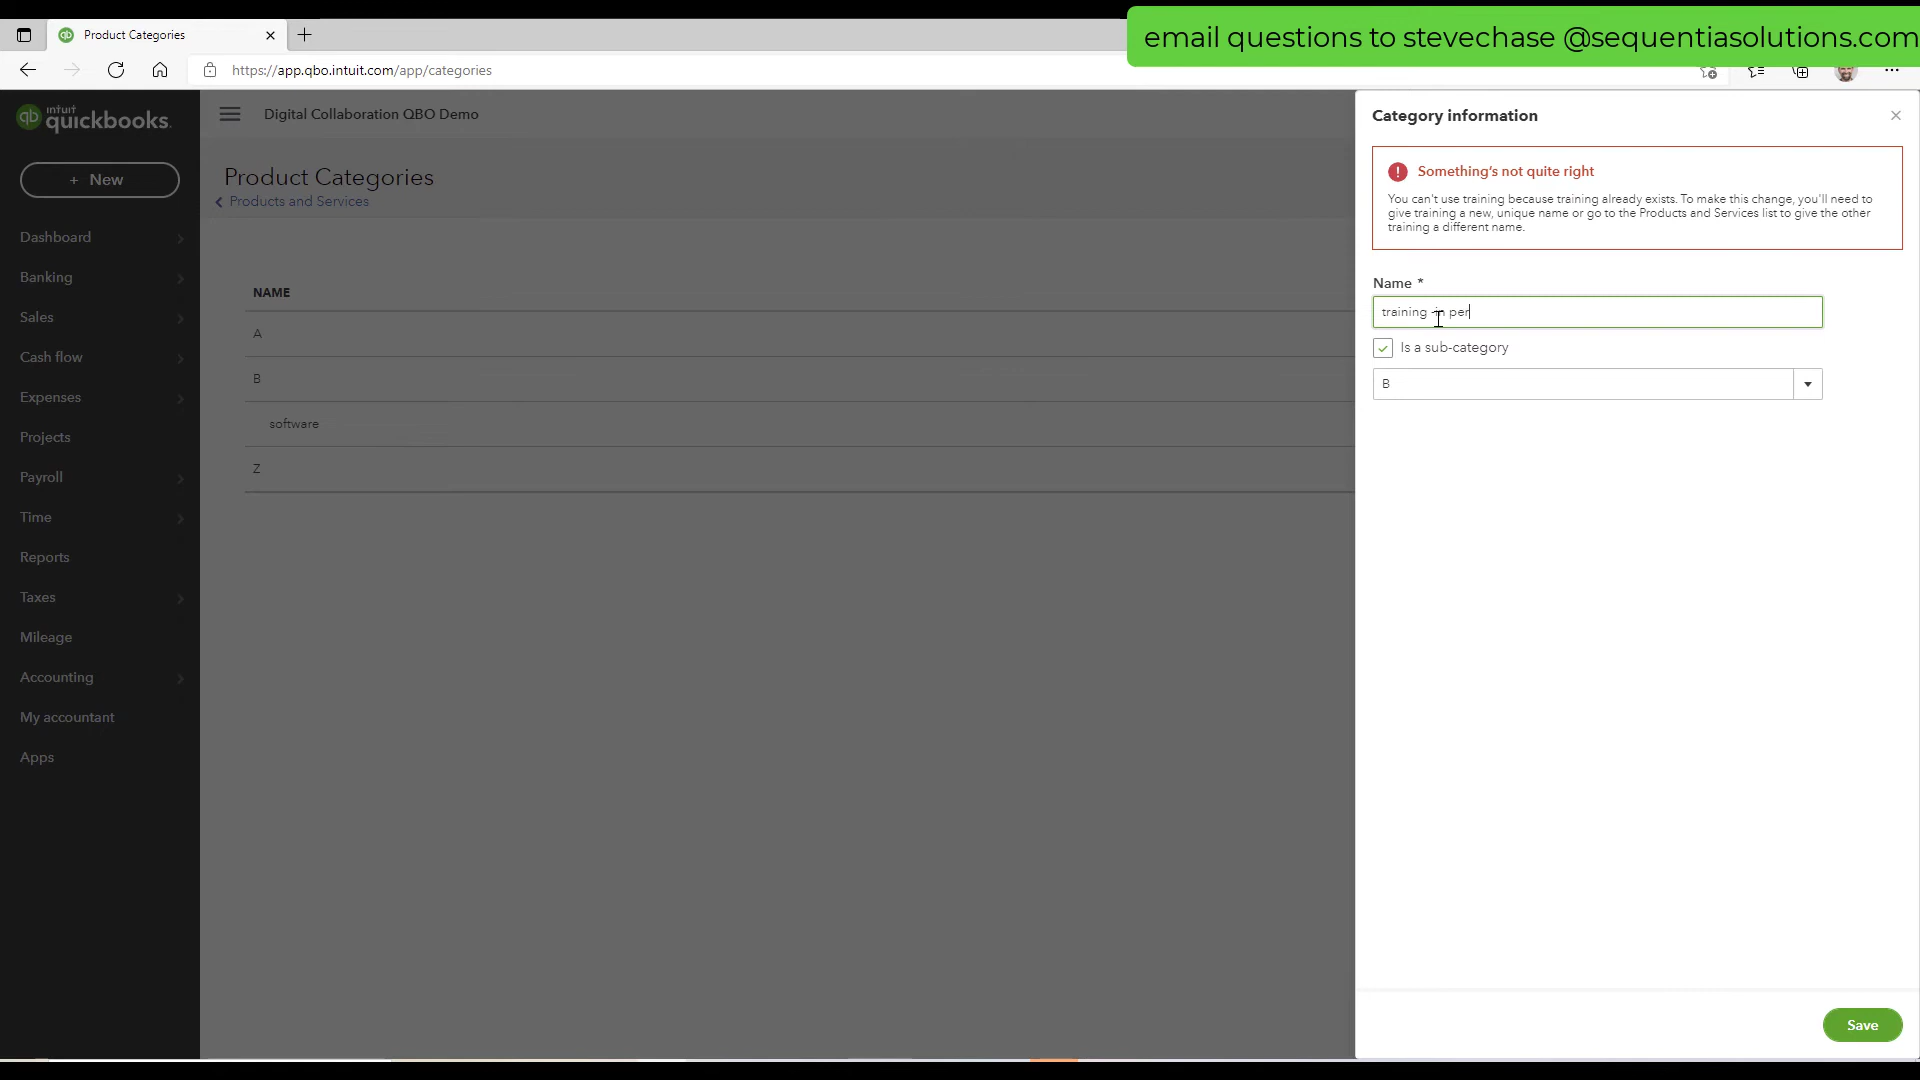 Product Categories
email questions to stevechase @sequentiasolutions.com
https://app.qbo.intuit.com/app/categories
intuit
quickbooks.
Digital Collaboration QBO Demo
+ New
Product Categories
Products and Services
Dashboard
Banking
Sales
Cash flow
Expenses
Projects
Payroll
Time
Reports
Taxes
Mileage
Accounting
My accountant
Apps
NAME
A
B
software
Z
Category information
Something's not quite right
You can't use training because training already exists. To make this change, you'll need to
give training a new, unique name or go to the Products and Services list to give the other
training a different name.
Name *
training -in per
Is a sub-category
B
Save